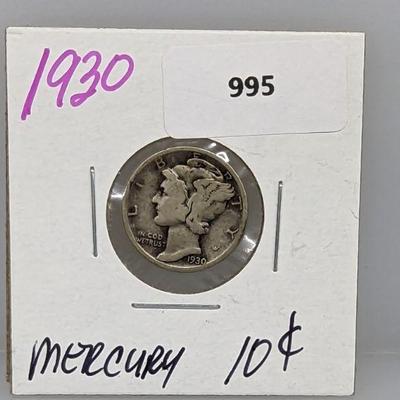 1930
995
LIBERTY
IN GOD
WE TRUST
1930
MERCURY 10¢